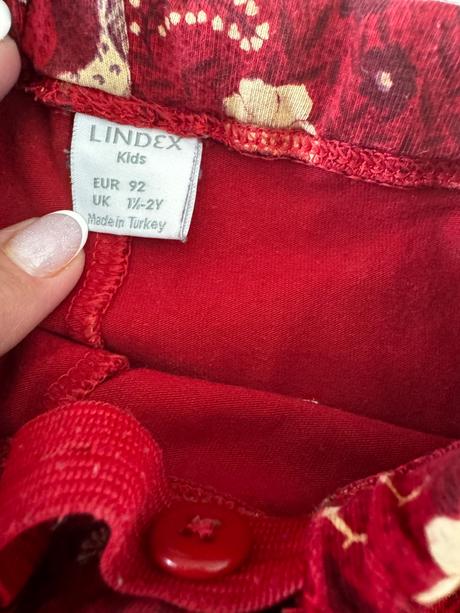 LINDEX
Kids
EUR 92
UK 1½-2Y
Made in Turkey